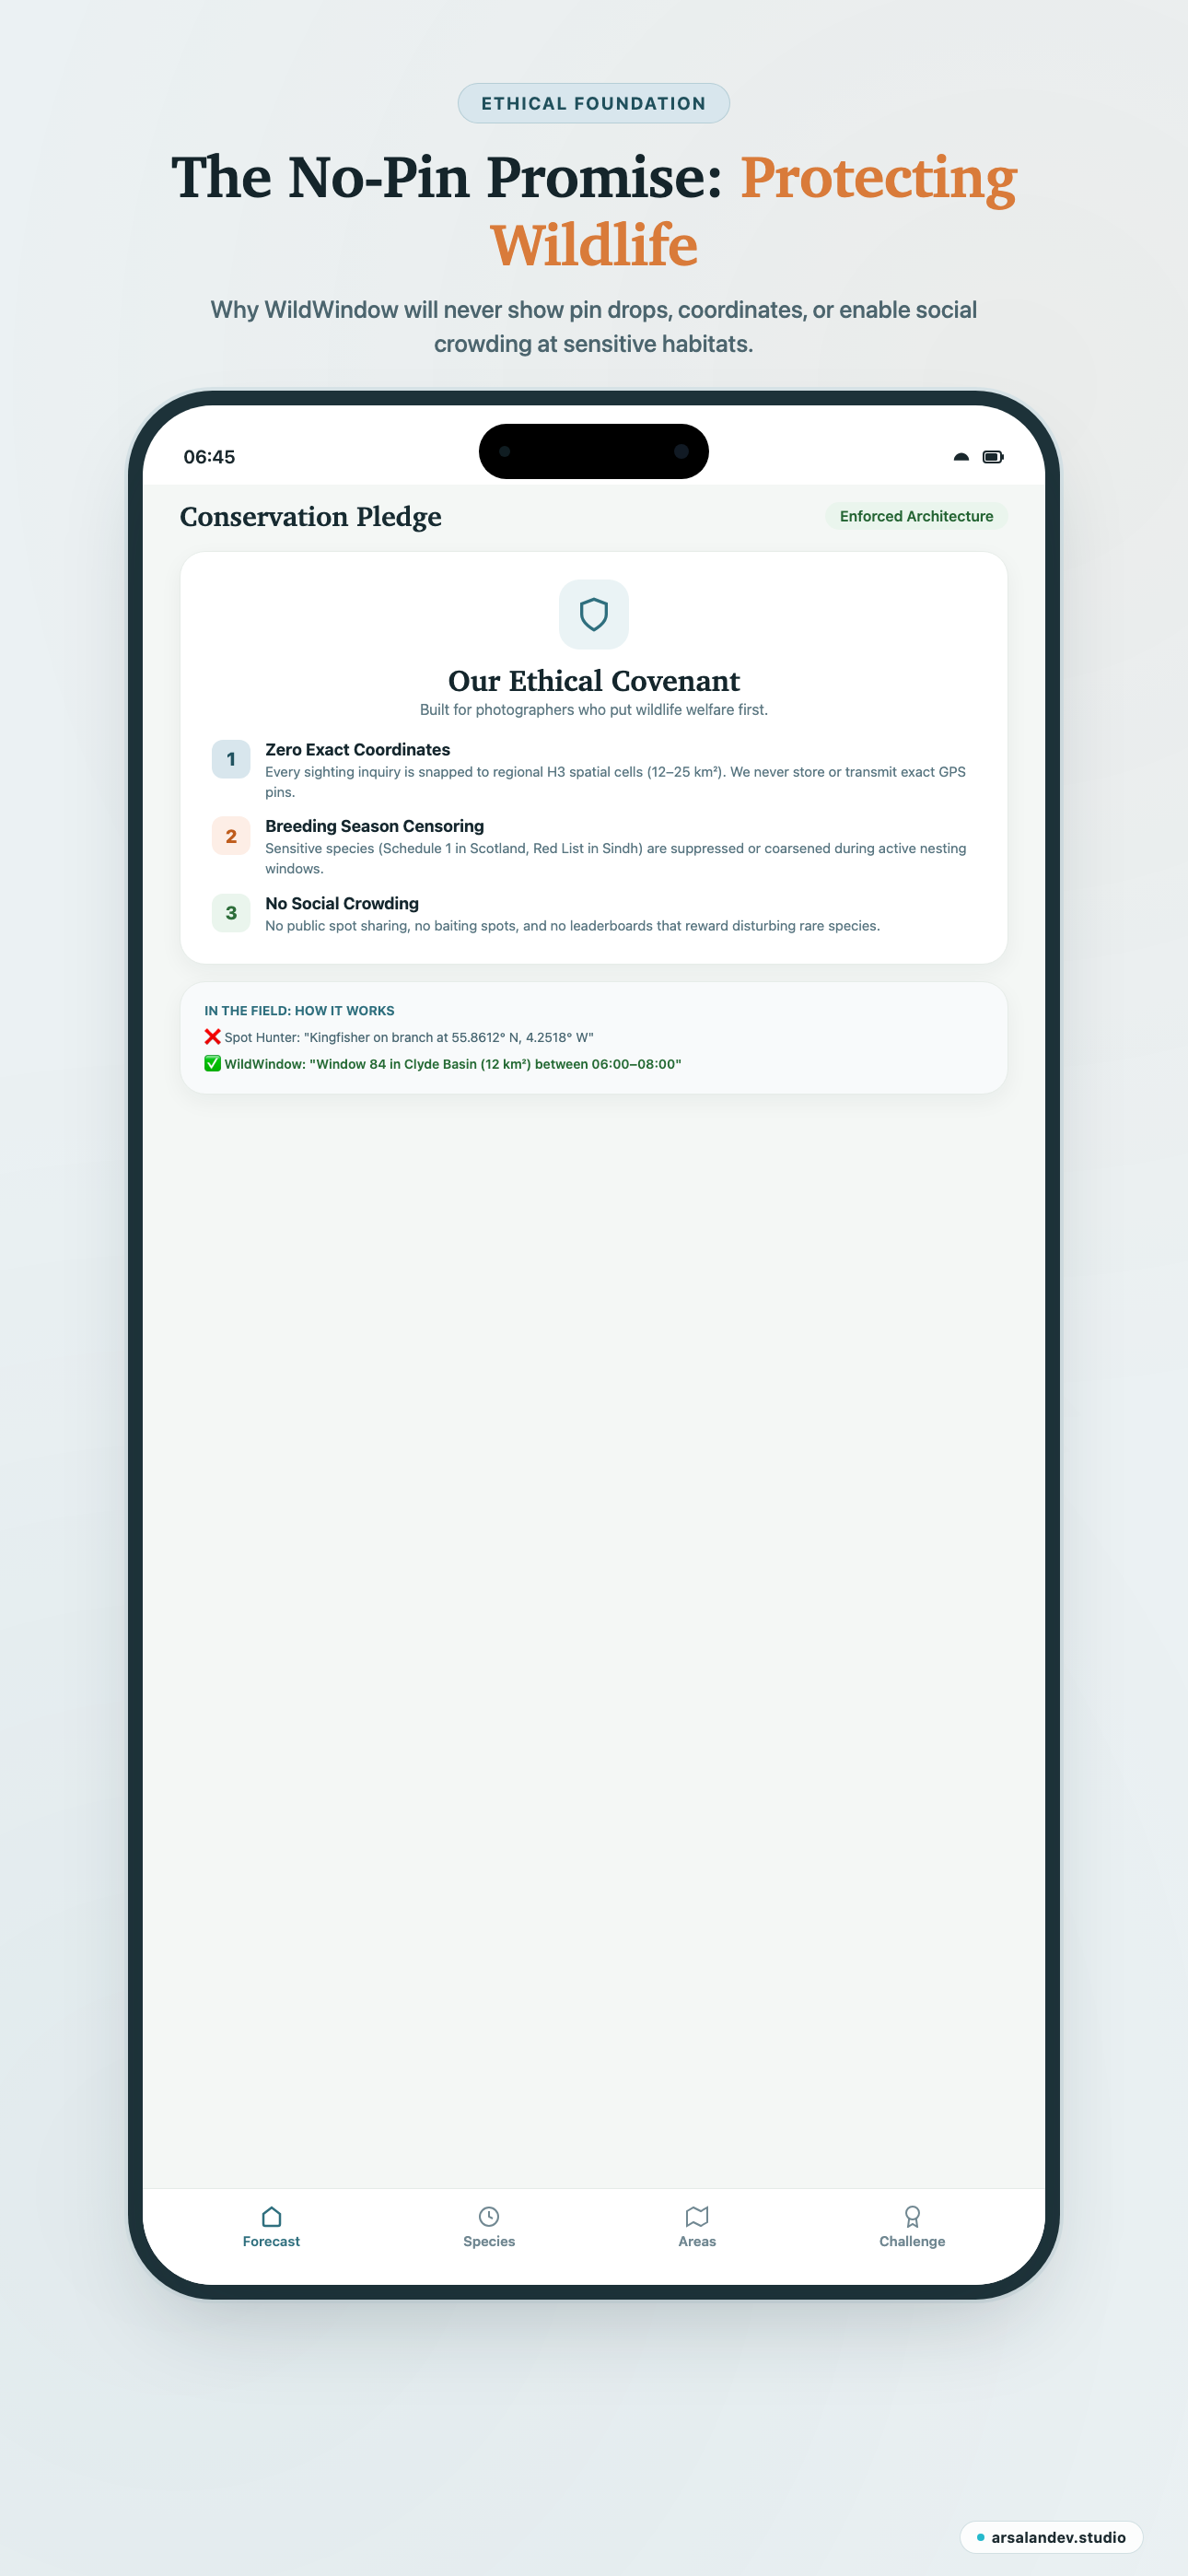 ETHICAL FOUNDATION
The No-Pin Promise: Protecting
Wildlife
Why WildWindow will never show pin drops, coordinates, or enable social
crowding at sensitive habitats.
06:45
Conservation Pledge
Enforced Architecture
Our Ethical Covenant
Built for photographers who put wildlife welfare first.
1
Zero Exact Coordinates
Every sighting inquiry is snapped to regional H3 spatial cells (12–25 km²). We never store or transmit exact GPS
pins.
2
Breeding Season Censoring
Sensitive species (Schedule 1 in Scotland, Red List in Sindh) are suppressed or coarsened during active nesting
windows.
3
No Social Crowding
No public spot sharing, no baiting spots, and no leaderboards that reward disturbing rare species.
IN THE FIELD: HOW IT WORKS
❌ Spot Hunter: "Kingfisher on branch at 55.8612° N, 4.2518° W"
✅ WildWindow: "Window 84 in Clyde Basin (12 km²) between 06:00–08:00"
Forecast
Species
Areas
Challenge
arsalandev.studio